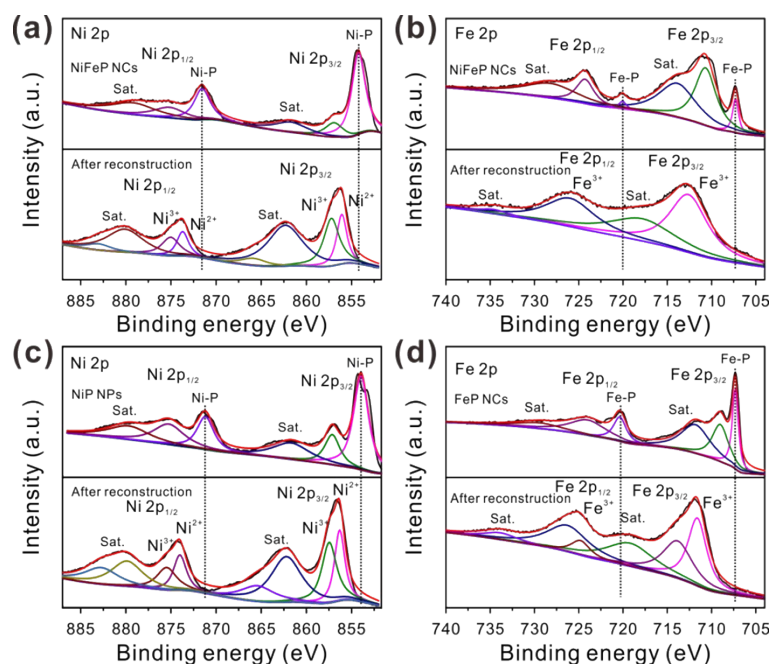 (a)
Ni 2p
Ni 2p1/2
Ni-P
Ni 2p3/2
Ni-P
NiFeP NCs
Sat.
Sat.
After reconstruction
Ni 2p1/2
Ni 2p3/2
Sat.
Ni3+
Ni2+
Sat.
Ni3+
Ni2+
Intensity (a.u.)
885 880 875 870 865 860 855
Binding energy (eV)
(b)
Fe 2p
Fe 2p1/2
Fe 2p3/2
NiFeP NCs
Fe-P
Sat.
Fe-P
Sat.
After reconstruction
Fe 2p1/2
Fe 2p3/2
Fe3+
Fe3+
Sat.
Sat.
Intensity (a.u.)
740 735 730 725 720 715 710 705
Binding energy (eV)
(c)
Ni 2p
Ni 2p1/2
Ni-P
Ni 2p3/2
Ni-P
NiP NPs
Sat.
Sat.
After reconstruction
Ni 2p1/2
Ni 2p3/2
Ni2+
Sat.
Ni3+
Ni2+
Sat.
Ni3+
Intensity (a.u.)
885 880 875 870 865 860 855
Binding energy (eV)
(d)
Fe 2p
Fe-P
Fe 2p1/2
Fe 2p3/2
FeP NCs
Fe-P
Sat.
Sat.
After reconstruction
Fe 2p1/2
Fe 2p3/2
Fe3+
Fe3+
Sat.
Sat.
Intensity (a.u.)
740 735 730 725 720 715 710 705
Binding energy (eV)